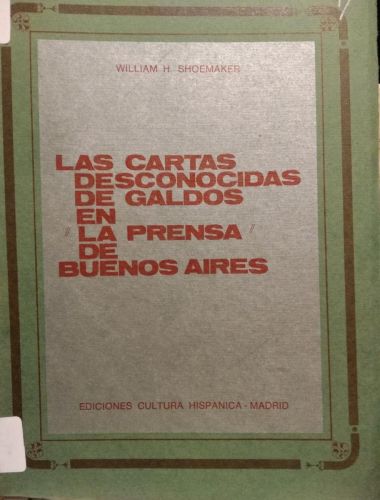 WILLIAM H. SHOEMAKER
LAS CARTAS
DESCONOCIDAS
DE GALDOS
EN
"LA PRENSA"
DE
BUENOS AIRES
EDICIONES CULTURA HISPANICA - MADRID